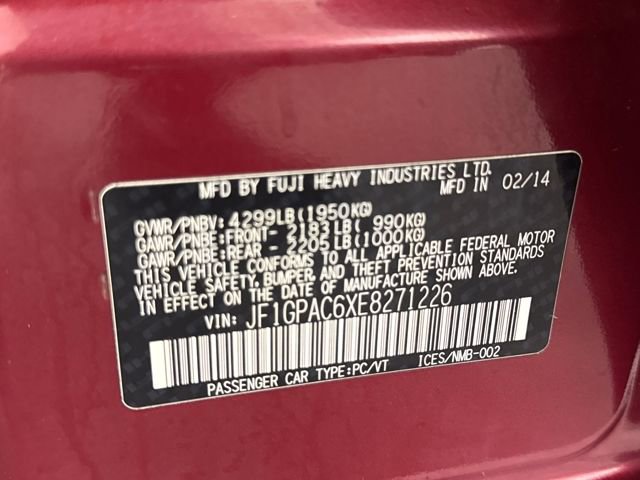 MFD BY FUJI HEAVY INDUSTRIES LTD.
MFD IN 02/14
GVWR/PNBV: 4299LB(1950KG)
GAWR/PNBE:FRONT- 2183LB( 990KG)
GAWR/PNBE:REAR - 2205LB(1000KG)
THIS VEHICLE CONFORMS TO ALL APPLICABLE FEDERAL MOTOR
VEHICLE SAFETY, BUMPER, AND THEFT PREVENTION STANDARDS
IN EFFECT ON THE DATE OF MANUFACTURE SHOWN ABOVE.
VIN: JF1GPAC6XE8271226
PASSENGER CAR TYPE:PC/VT ICES/NMB-002